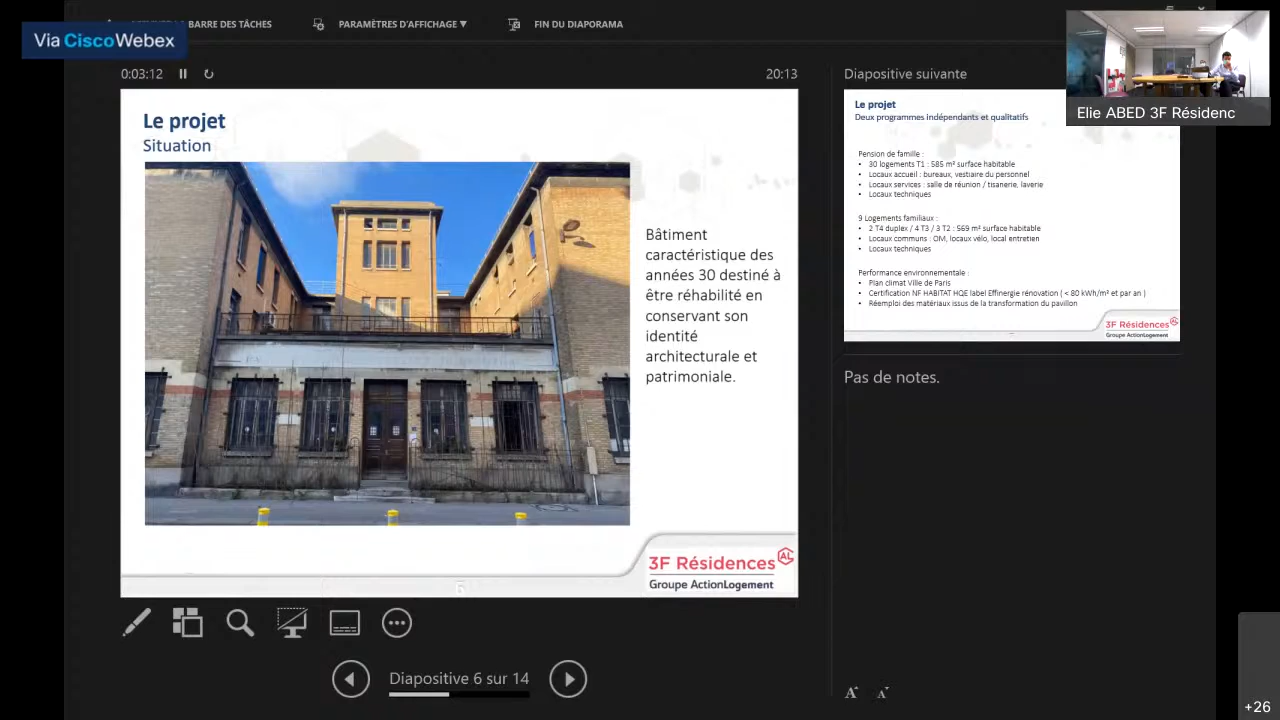 BARRE DES TÂCHES
PARAMÈTRES D'AFFICHAGE ▼
FIN DU DIAPORAMA
Via CiscoWebex
0:03:12
20:13
Diapositive suivante
Elie ABED 3F Résidenc
Le projet
Situation
Bâtiment
caractéristique des
années 30 destiné à
être réhabilité en
conservant son
identité
architecturale et
patrimoniale.
3F Résidences AL
Groupe ActionLogement
Le projet
Deux programmes indépendants et qualitatifs
Pension de famille :
• 30 logements T1 : 585 m² surface habitable
• Locaux accueil : bureaux, vestiaire du personnel
• Locaux services : salle de réunion / tisanerie, laverie
• Locaux techniques
9 Logements familiaux :
• 2 T4 duplex / 4 T3 / 3 T2 : 569 m² surface habitable
• Locaux communs : OM, locaux vélo, local entretien
• Locaux techniques
Performance environnementale :
• Plan climat Ville de Paris
• Certification NF HABITAT HQE label Effinergie rénovation ( < 80 kWh/m² et par an )
• Réemploi des matériaux issus de la transformation du pavillon
3F Résidences AL
Groupe ActionLogement
Pas de notes.
Diapositive 6 sur 14
A A
+26